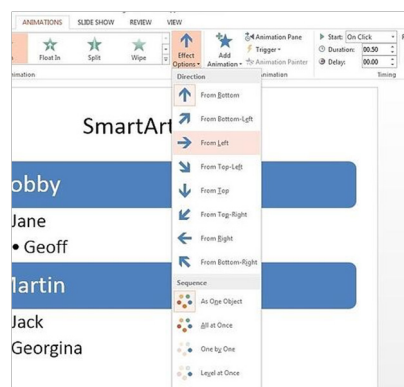 ANIMATIONS SLIDE SHOW REVIEW VIEW
Float In Split Wipe Effect Options Add Animation Animation Pane Trigger Animation Painter
Start: On Click
Duration: 00.50
Delay: 00.00
Timing
Direction
From Bottom
From Bottom-Left
From Left
From Top-Left
From Top
From Top-Right
From Right
From Bottom-Right
Sequence
As One Object
All at Once
One by One
Level at Once
SmartArt
obby
Jane
• Geoff
artin
Jack
Georgina